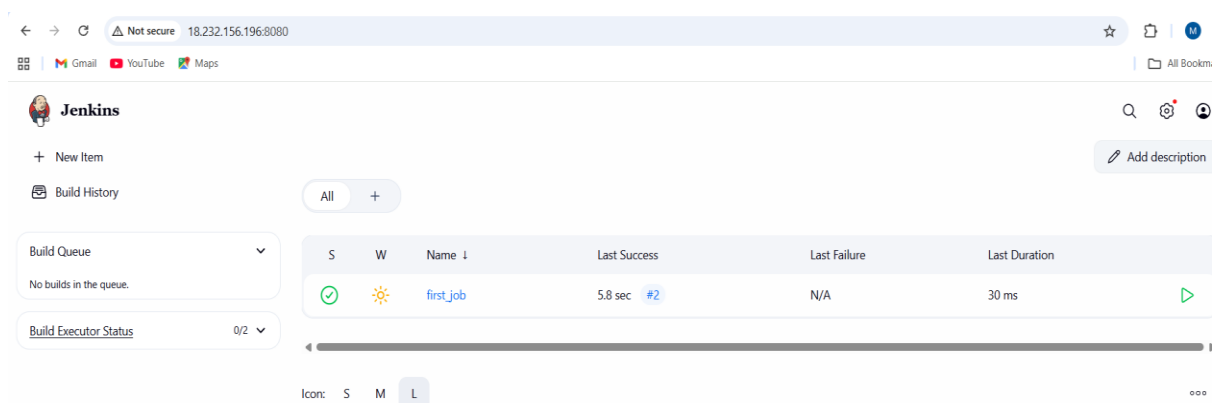 Not secure 18.232.156.196:8080
M
Gmail YouTube Maps
All Bookma
Jenkins
New Item
Build History
Add description
All +
Build Queue
No builds in the queue.
Build Executor Status 0/2
S W Name ↓ Last Success Last Failure Last Duration
first_job 5.8 sec #2 N/A 30 ms
Icon: S M L